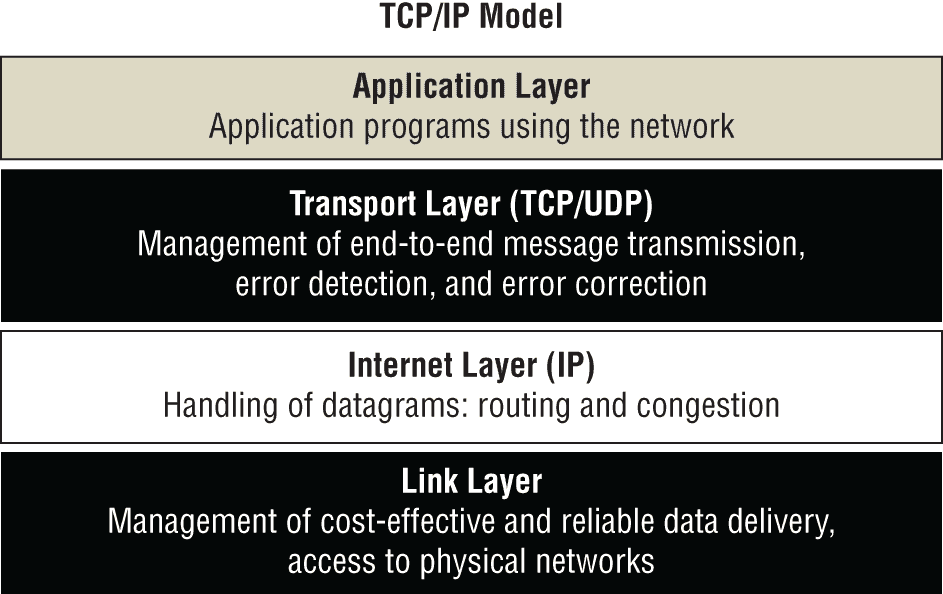 TCP/IP Model
Application Layer
Application programs using the network
Transport Layer (TCP/UDP)
Management of end-to-end message transmission,
error detection, and error correction
Internet Layer (IP)
Handling of datagrams: routing and congestion
Link Layer
Management of cost-effective and reliable data delivery,
access to physical networks